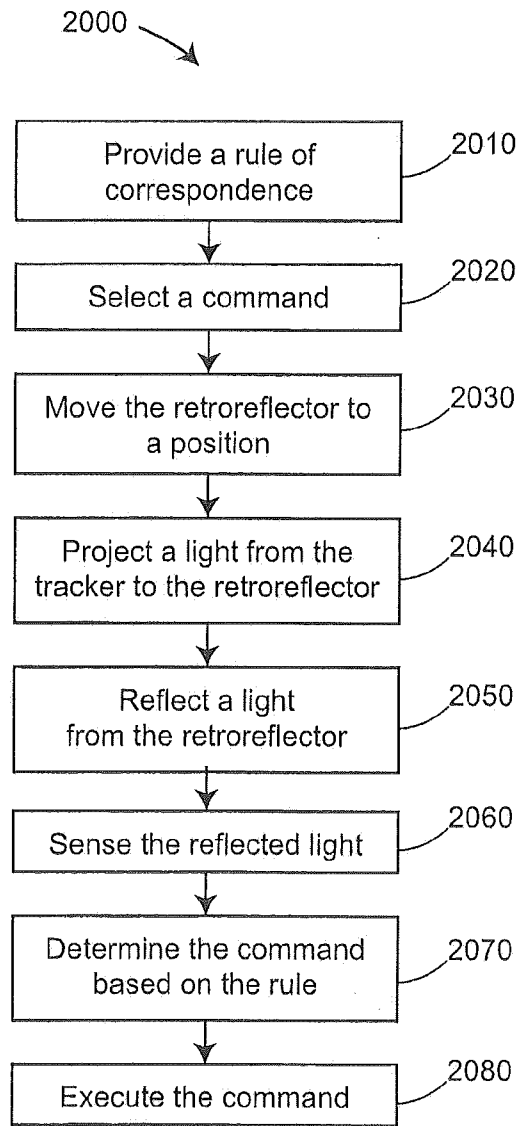 2000
Provide a rule of
correspondence
2010
Select a command
2020
Move the retroreflector to
a position
2030
Project a light from the
tracker to the retroreflector
2040
Reflect a light
from the retroreflector
2050
Sense the reflected light
2060
Determine the command
based on the rule
2070
Execute the command
2080